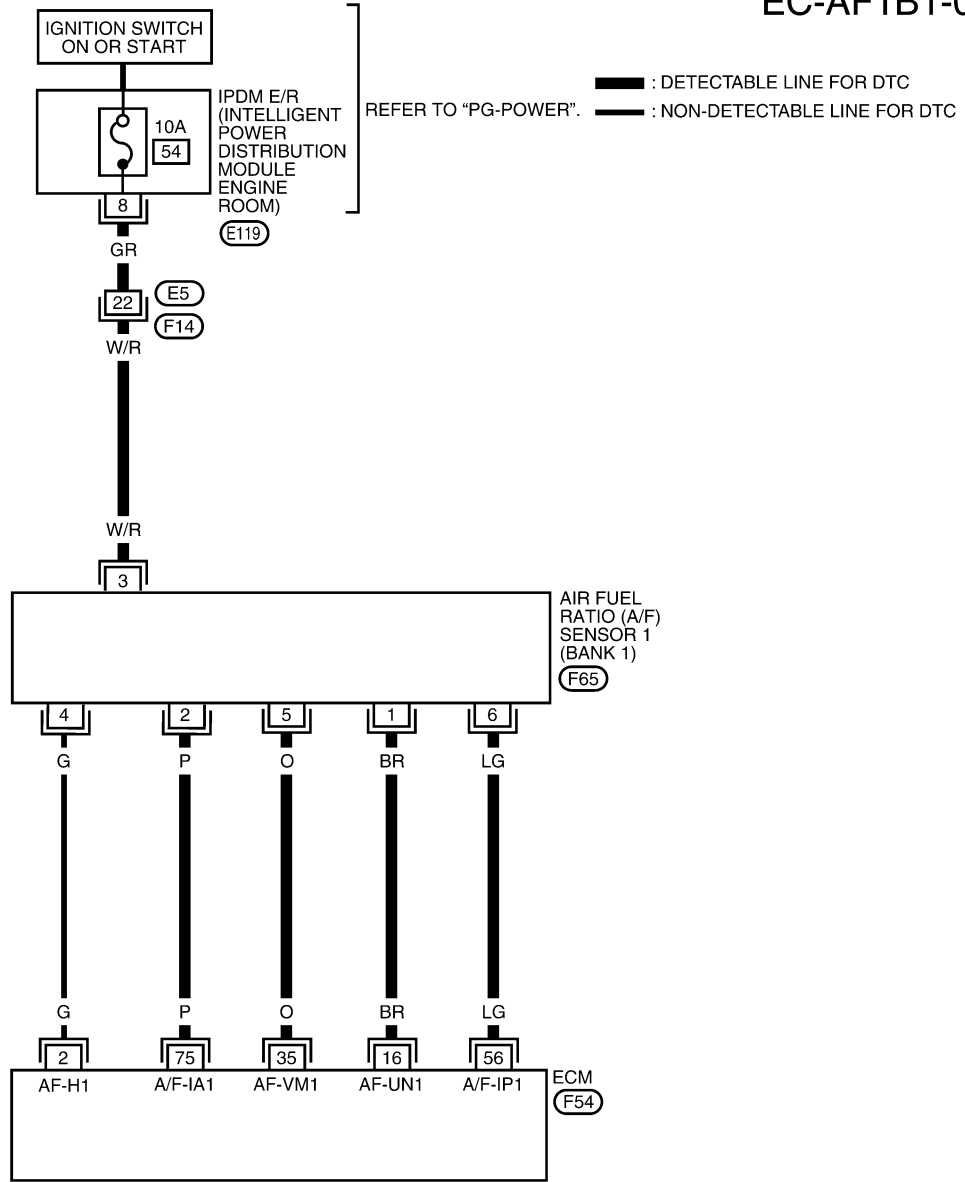 EC-AF1B1-0
IGNITION SWITCH
ON OR START
: DETECTABLE LINE FOR DTC
: NON-DETECTABLE LINE FOR DTC
REFER TO “PG-POWER”.
10A
54
IPDM E/R
(INTELLIGENT
POWER
DISTRIBUTION
MODULE
ENGINE
ROOM)
E119
8
GR
22
E5
F14
W/R
W/R
3
AIR FUEL
RATIO (A/F)
SENSOR 1
(BANK 1)
F65
4 2 5 1 6
G P O BR LG
G P O BR LG
2 75 35 16 56
AF-H1 A/F-IA1 AF-VM1 AF-UN1 A/F-IP1
ECM
F54